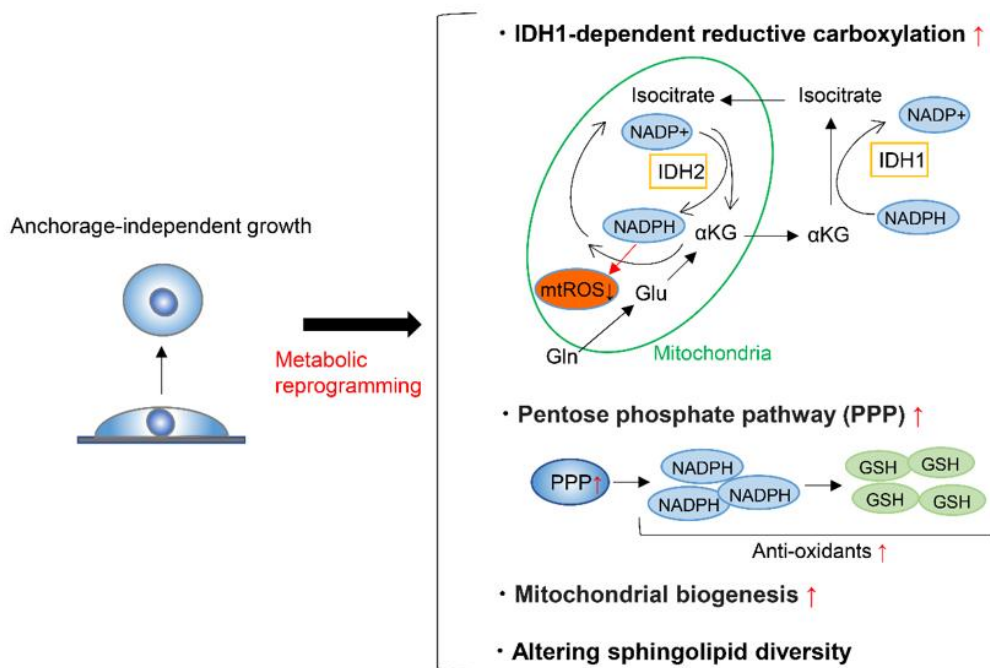 Anchorage-independent growth
Metabolic
reprogramming
· IDH1-dependent reductive carboxylation ↑
Isocitrate
Isocitrate
NADP+
NADP+
IDH2
IDH1
NADPH
αKG
αKG
NADPH
mtROS↓
Glu
Gln
Mitochondria
· Pentose phosphate pathway (PPP) ↑
PPP↑
NADPH
NADPH
NADPH
GSH
GSH
GSH
GSH
Anti-oxidants ↑
· Mitochondrial biogenesis ↑
· Altering sphingolipid diversity